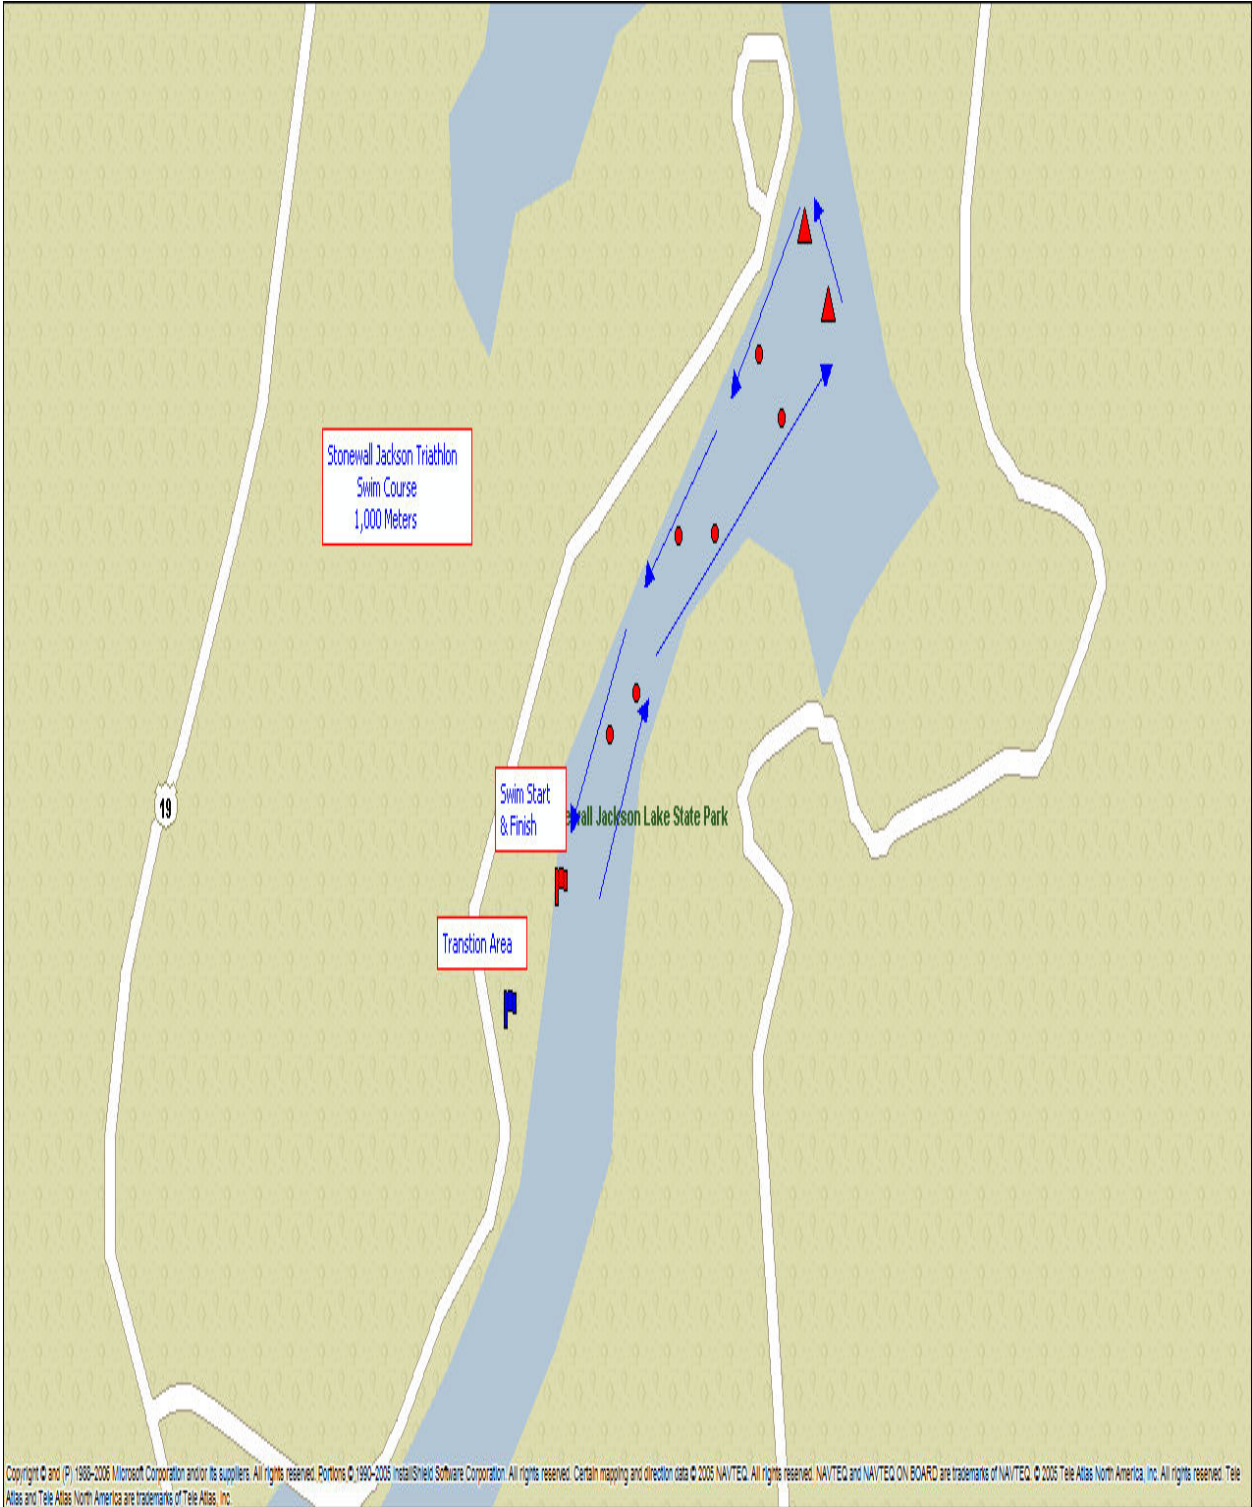 Stonewall Jackson Triathlon
Swim Course
1,000 Meters
19
Swim Start
& Finish
wall Jackson Lake State Park
Transtion Area
Copyright © and (P) 1988–2006 Microsoft Corporation and/or its suppliers. All rights reserved. Portions © 1990–2005 InstallShield Software Corporation. All rights reserved. Certain mapping and direction data © 2005 NAVTEQ. All rights reserved. NAVTEQ and NAVTEQ ON BOARD are trademarks of NAVTEQ. © 2005 Tele Atlas North America, Inc. All rights reserved. Tele
Atlas and Tele Atlas North America are trademarks of Tele Atlas, Inc.